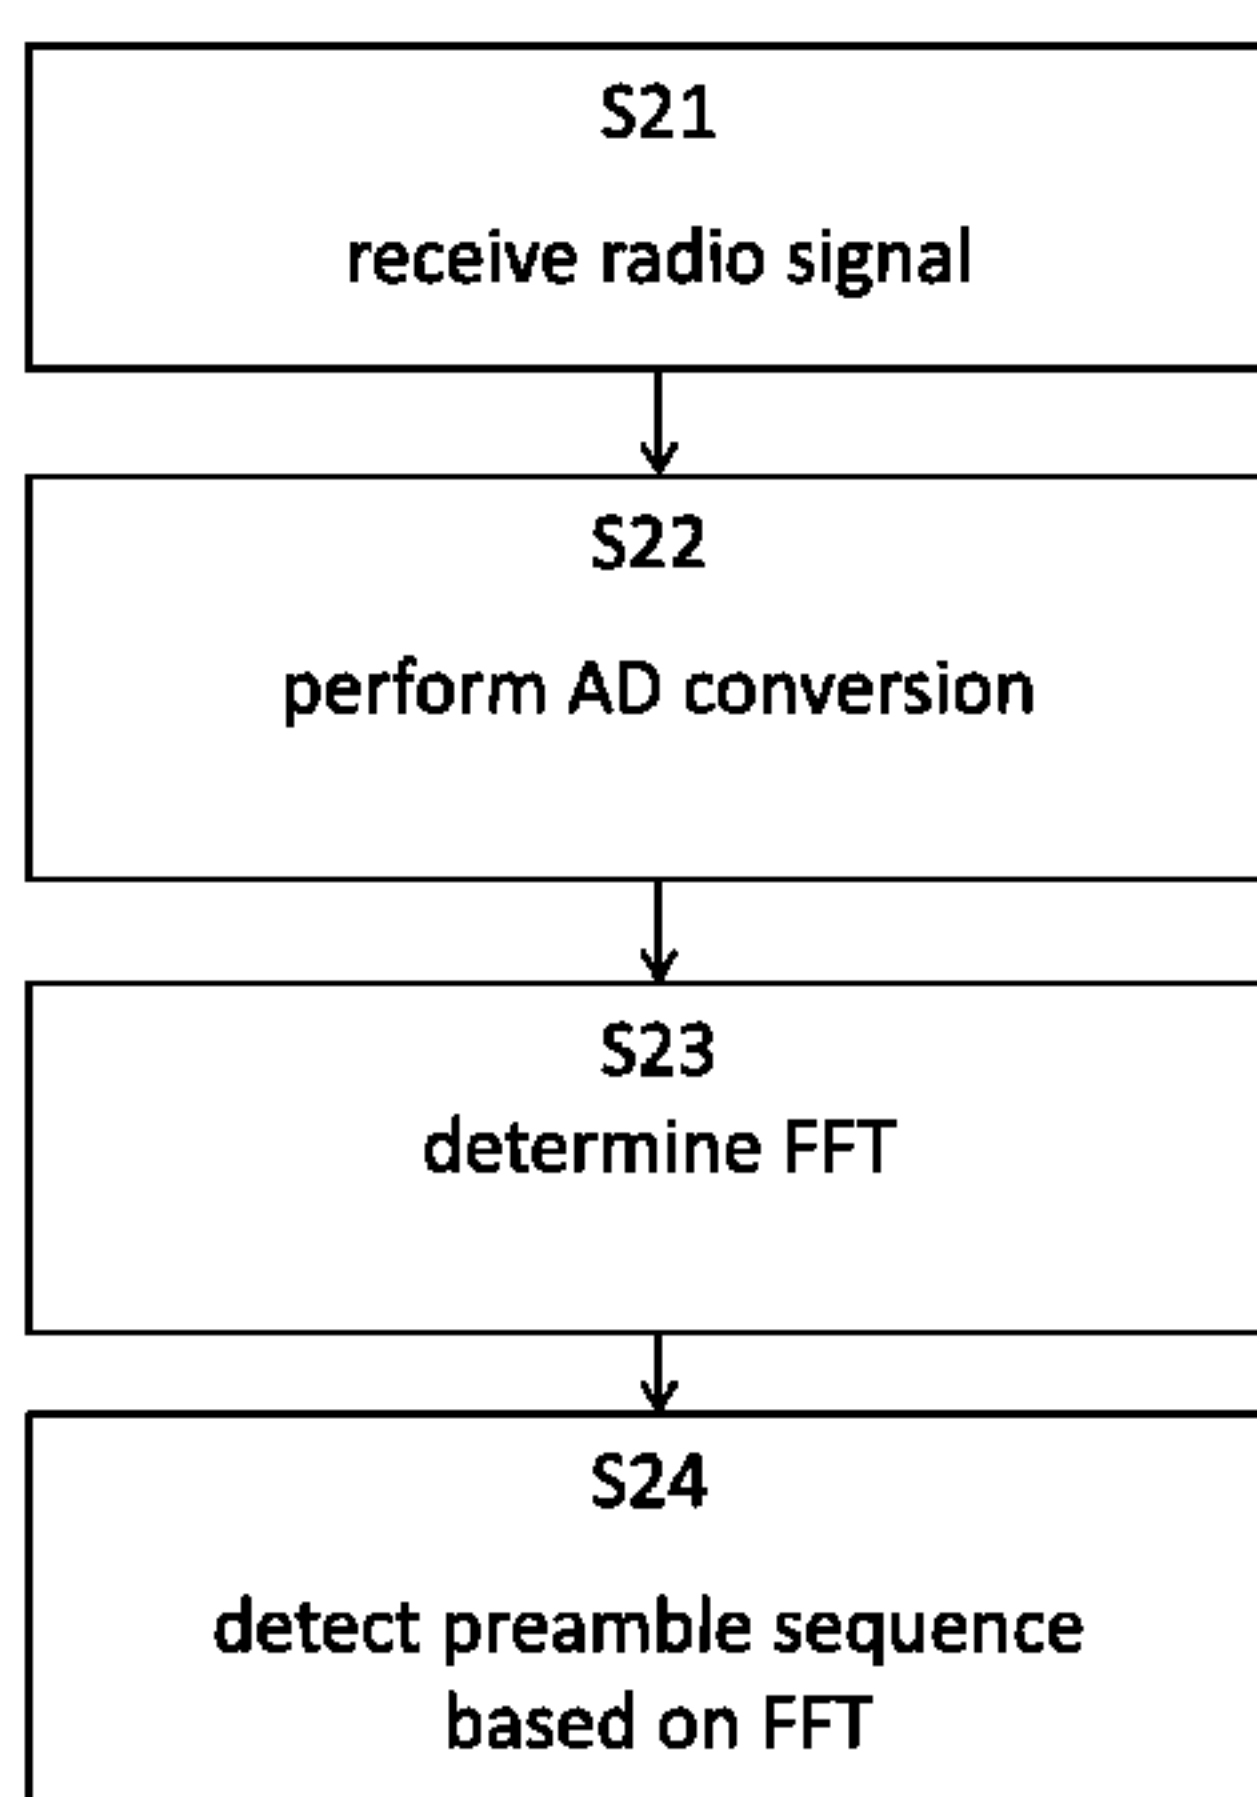 S21
receive radio signal
S22
perform AD conversion
S23
determine FFT
S24
detect preamble sequence
based on FFT